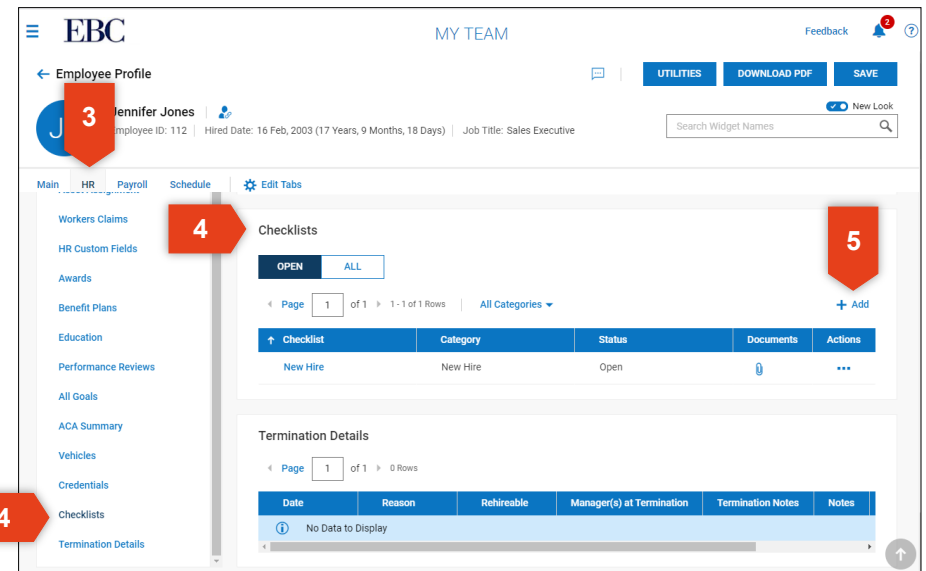 EBC
MY TEAM
Feedback
2
?
Employee Profile
UTILITIES
DOWNLOAD PDF
SAVE
New Look
J
3
Jennifer Jones
Employee ID: 112
Hired Date: 16 Feb, 2003 (17 Years, 9 Months, 18 Days)
Job Title: Sales Executive
Search Widget Names
Main
HR
Payroll
Schedule
Edit Tabs
Workers Claims
HR Custom Fields
Awards
Benefit Plans
Education
Performance Reviews
All Goals
ACA Summary
Vehicles
Credentials
4
Checklists
Termination Details
4
Checklists
5
OPEN
ALL
Page 1 of 1
1 - 1 of 1 Rows
All Categories
+ Add
Checklist Category Status Documents Actions
New Hire New Hire Open
Termination Details
Page 1 of 1
0 Rows
Date Reason Rehireable Manager(s) at Termination Termination Notes Notes
No Data to Display